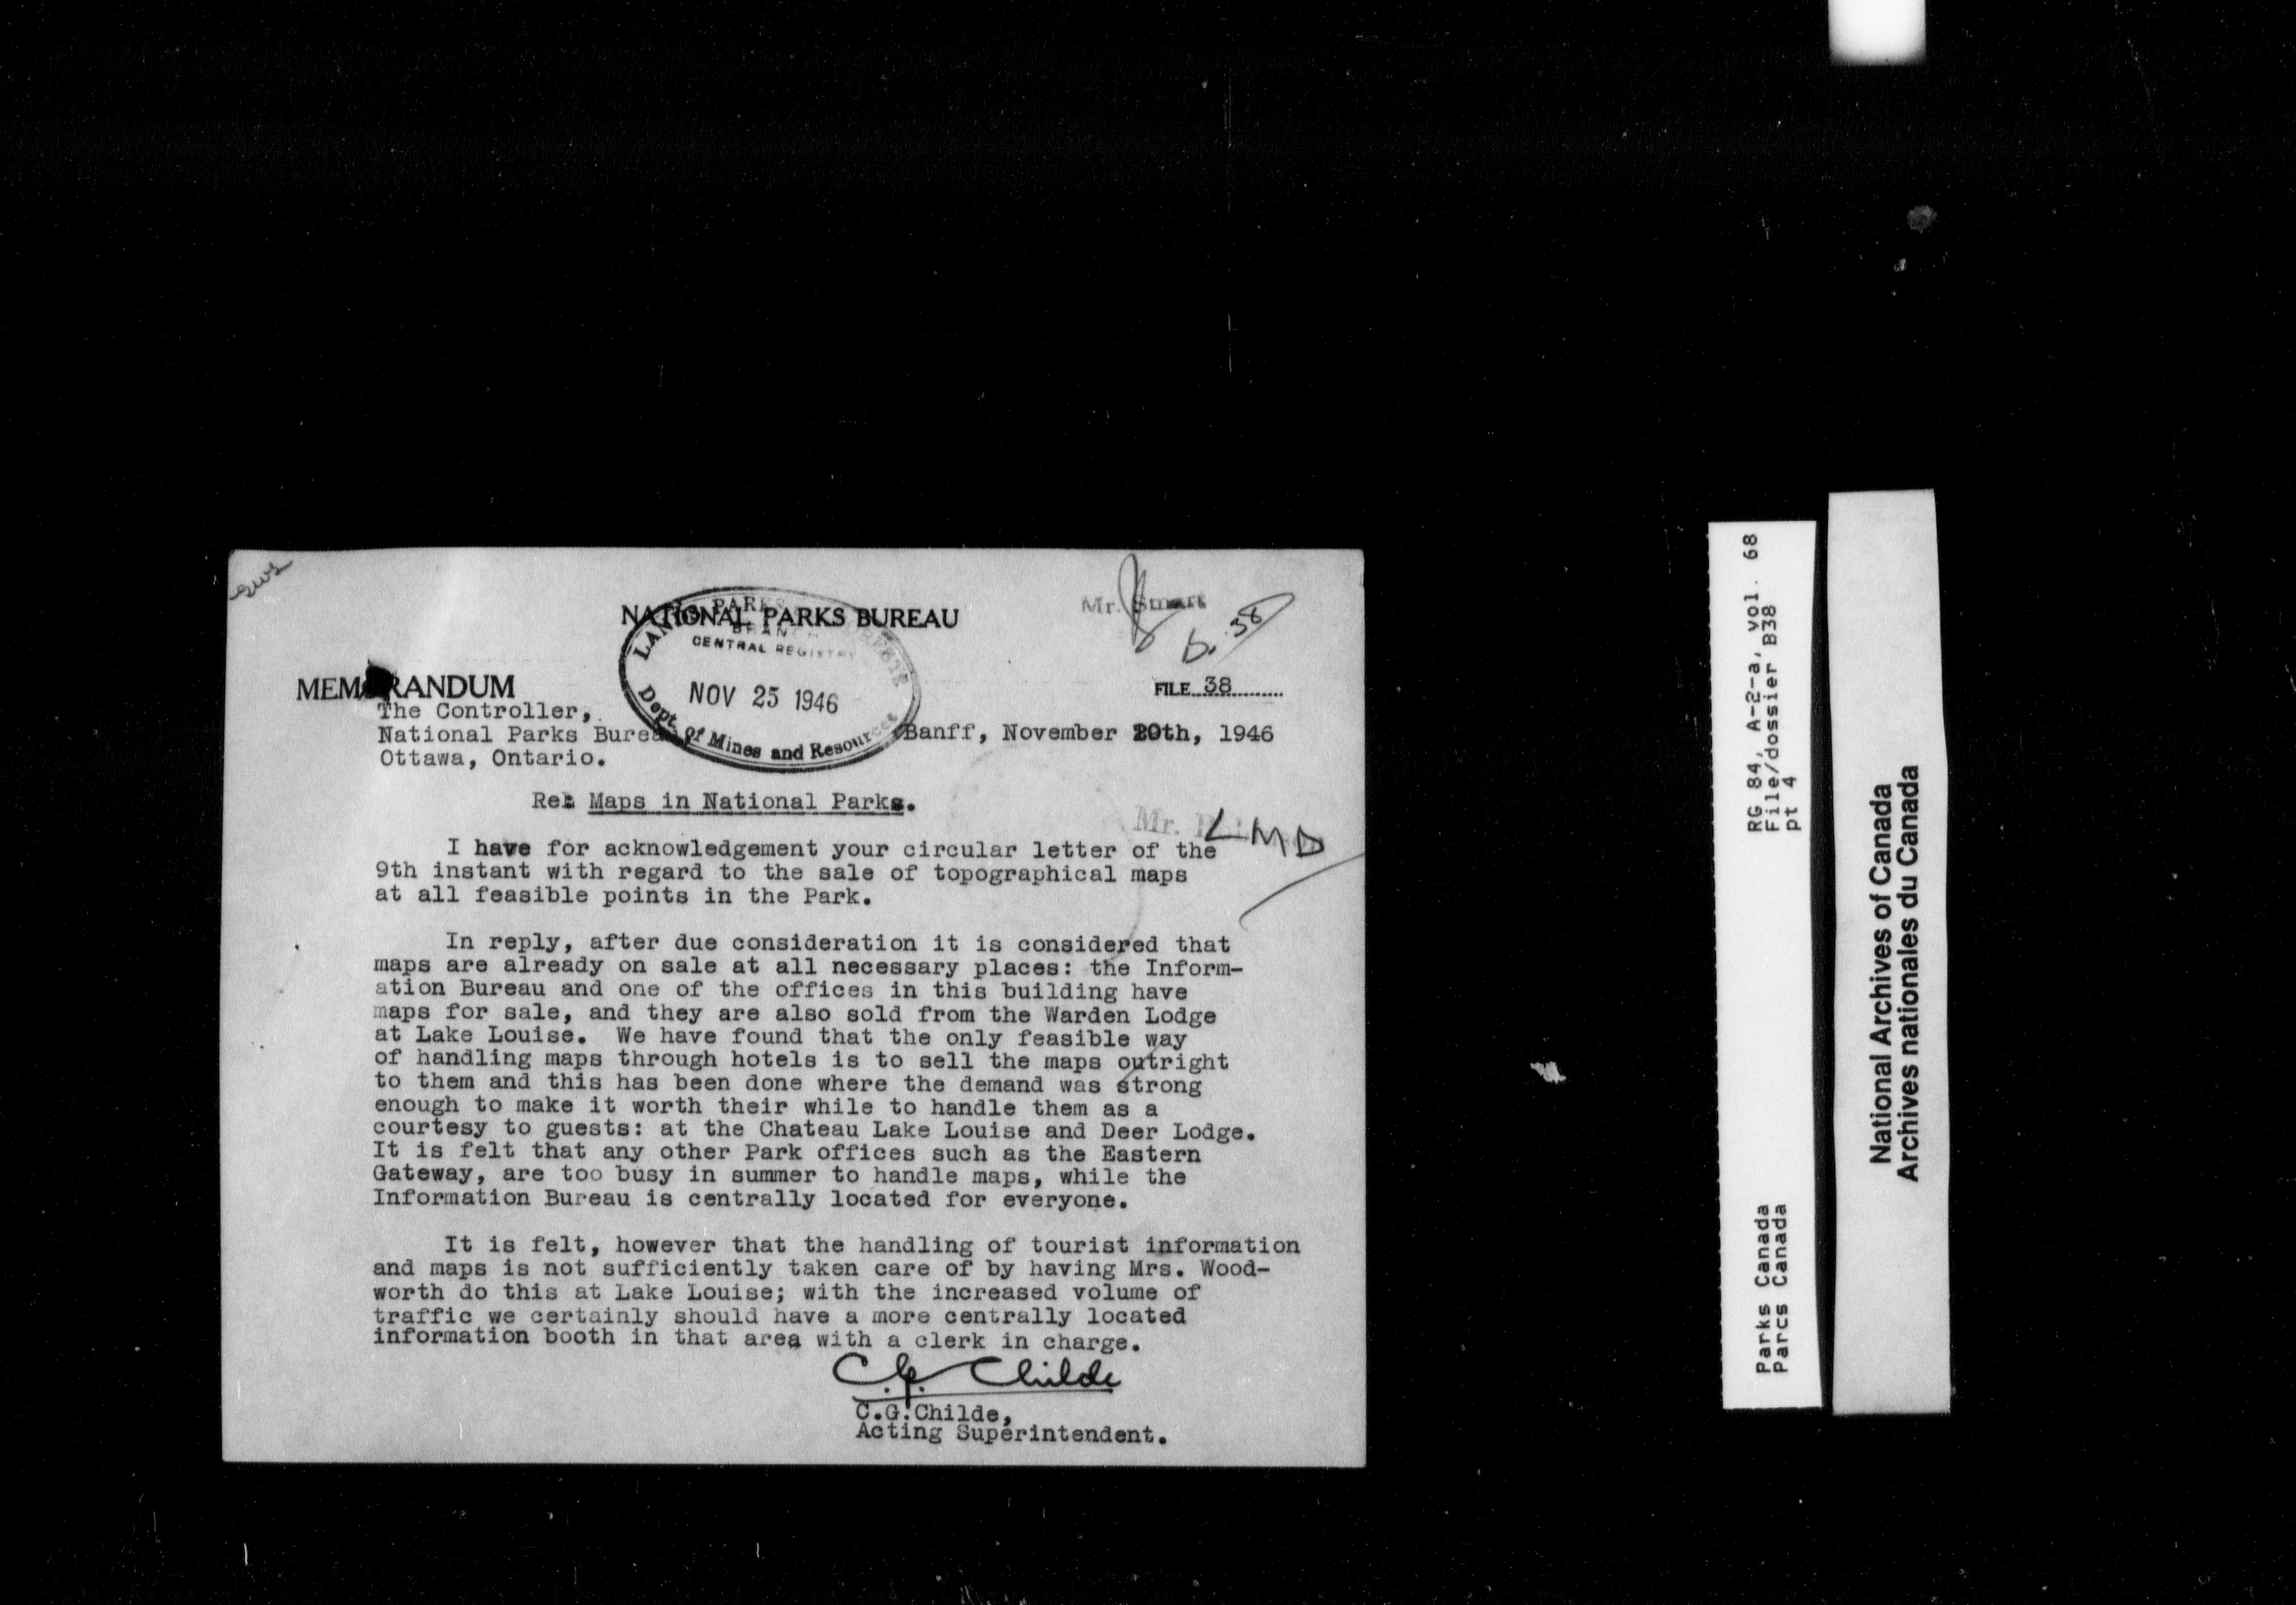 NATIONAL PARKS BUREAU
Mr. Smart
B. 38
LANDS PARKS
BRANCH
CENTRAL REGISTRY
NOV 25 1946
Dept. of Mines and Resources
MEMORANDUM
FILE 38
The Controller,
National Parks Bureau
Ottawa, Ontario.
Banff, November 20th, 1946
Re: Maps in National Parks.
Mr.
LMD
I have for acknowledgement your circular letter of the
9th instant with regard to the sale of topographical maps
at all feasible points in the Park.
In reply, after due consideration it is considered that
maps are already on sale at all necessary places: the Inform-
ation Bureau and one of the offices in this building have
maps for sale, and they are also sold from the Warden Lodge
at Lake Louise. We have found that the only feasible way
of handling maps through hotels is to sell the maps outright
to them and this has been done where the demand was strong
enough to make it worth their while to handle them as a
courtesy to guests: at the Chateau Lake Louise and Deer Lodge.
It is felt that any other Park offices such as the Eastern
Gateway, are too busy in summer to handle maps, while the
Information Bureau is centrally located for everyone.
It is felt, however that the handling of tourist information
and maps is not sufficiently taken care of by having Mrs. Wood-
worth do this at Lake Louise; with the increased volume of
traffic we certainly should have a more centrally located
information booth in that area with a clerk in charge.
C.G. Childe
C.G.Childe,
Acting Superintendent.
RG 84, A-2-a, vol. 68
File/dossier B38
pt 4
Parks Canada
Parcs Canada
National Archives of Canada
Archives nationales du Canada